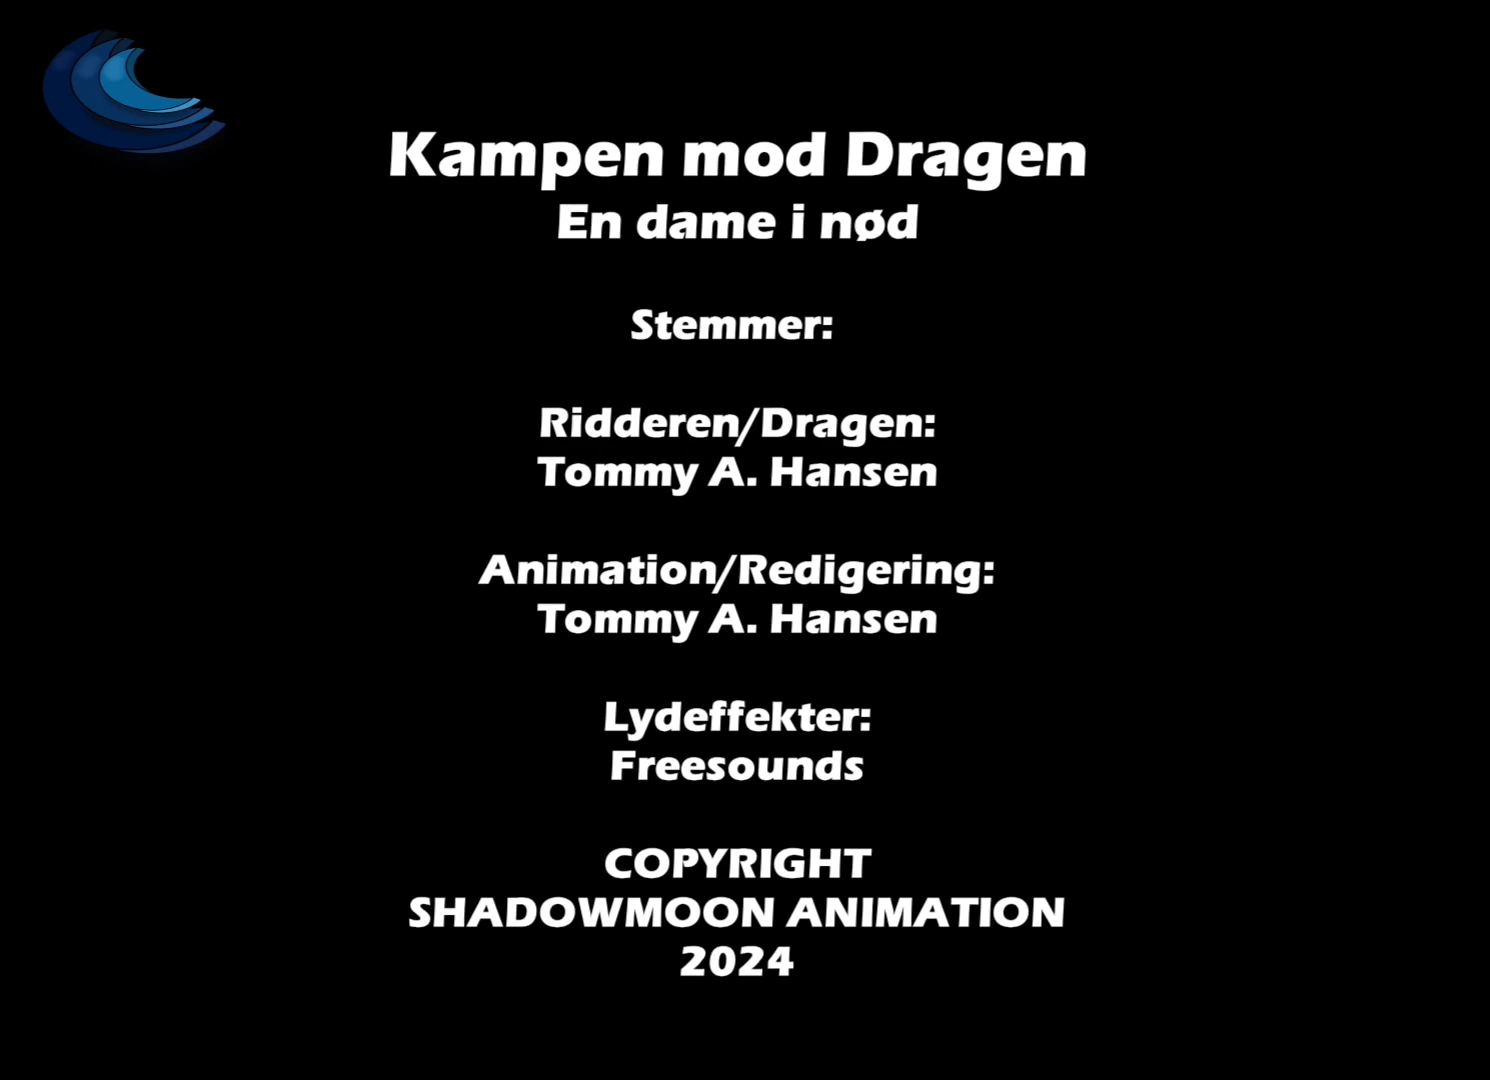 Kampen mod Dragen
En dame i nød
Stemmer:
Ridderen/Dragen:
Tommy A. Hansen
Animation/Redigering:
Tommy A. Hansen
Lydeffekter:
Freesounds
COPYRIGHT
SHADOWMOON ANIMATION
2024